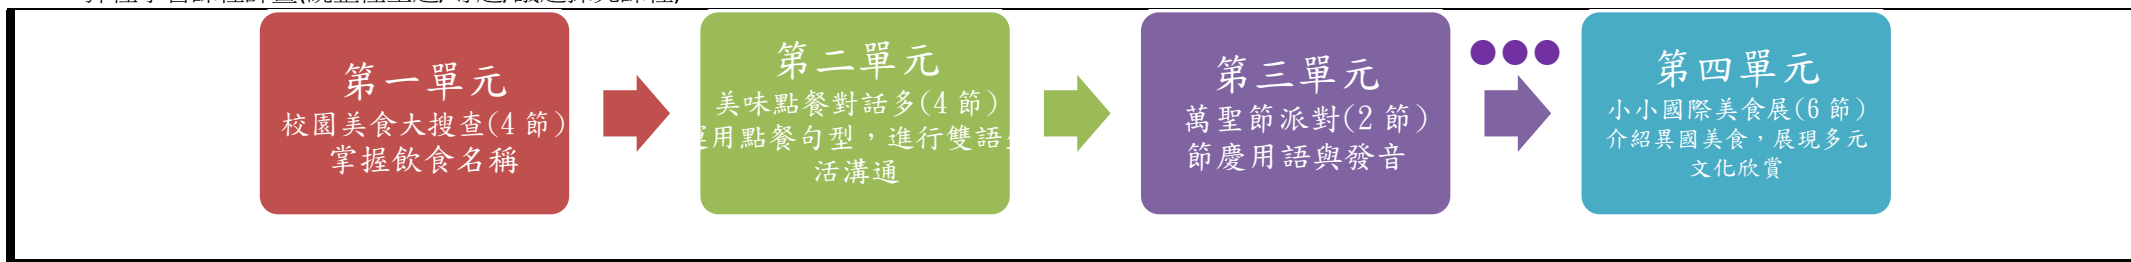 第一單元
校園美食大搜查(4 節)
掌握飲食名稱
第二單元
美味點餐對話多(4 節)
用點餐句型，進行雙語
活溝通
第三單元
萬聖節派對(2 節)
節慶用語與發音
第四單元
小小國際美食展(6 節)
介紹異國美食，展現多元
文化欣賞